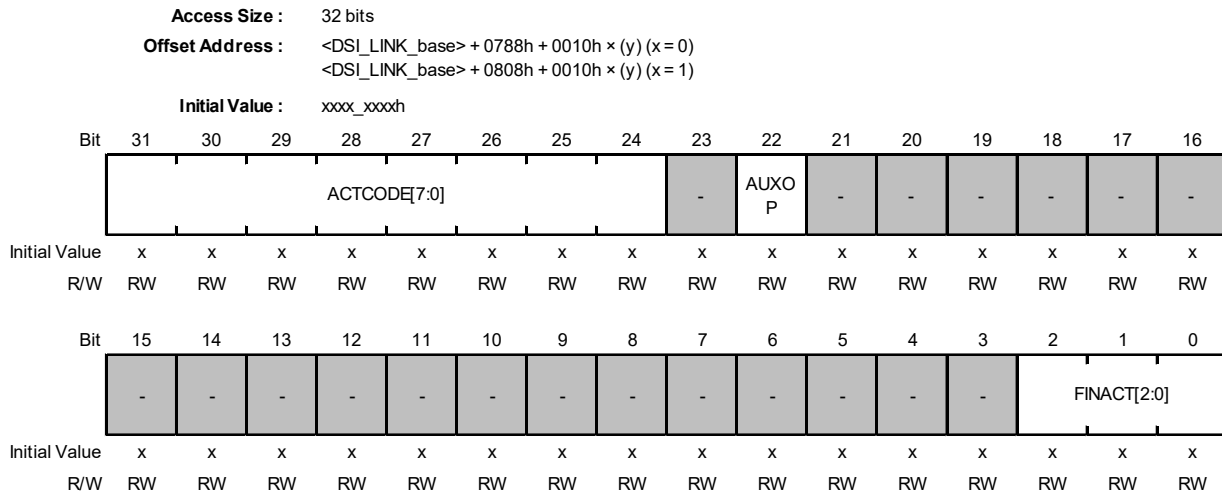 Access Size : 32 bits
Offset Address : <DSI_LINK_base> + 0788h + 0010h × (y) (x = 0)
<DSI_LINK_base> + 0808h + 0010h × (y) (x = 1)
Initial Value : xxxx_xxxxh
Bit 31 30 29 28 27 26 25 24 23 22 21 20 19 18 17 16
ACTCODE[7:0] - AUXO - - - - - -
P
Initial Value x x x x x x x x x x x x x x x x
R/W RW RW RW RW RW RW RW RW RW RW RW RW RW RW RW RW
Bit 15 14 13 12 11 10 9 8 7 6 5 4 3 2 1 0
- - - - - - - - - - - - - FINACT[2:0]
Initial Value x x x x x x x x x x x x x x x x
R/W RW RW RW RW RW RW RW RW RW RW RW RW RW RW RW RW